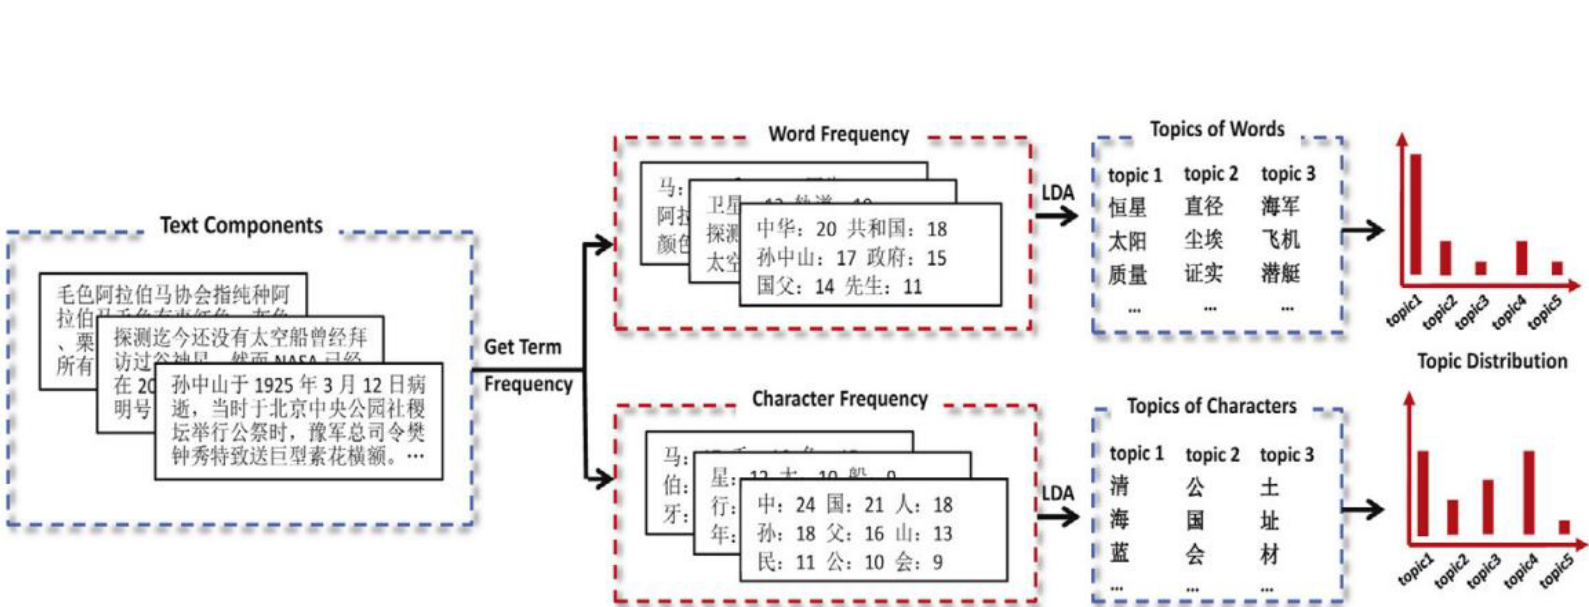 Text Components
毛色阿拉伯马协会指纯种阿
拉伯
、栗
所有
探测迄今还没有太空船曾经拜
访过谷神星，然而 NASA 已经
在 20
明号
孙中山于 1925 年 3 月 12 日病
逝，当时于北京中央公园社稷
坛举行公祭时，豫军总司令樊
钟秀特致送巨型素花横额。…
Get Term
Frequency
Word Frequency
马：
阿拉
颜色
卫星
探测
太空
中华：20 共和国：18
孙中山：17 政府：15
国父：14 先生：11
LDA
Topics of Words
topic 1 topic 2 topic 3
恒星 直径 海军
太阳 尘埃 飞机
质量 证实 潜艇
... ... ...
topic1 topic2 topic3 topic4 topic5
Topic Distribution
Character Frequency
马：
伯：
牙：
星：
行：
年：
中：24 国：21 人：18
孙：18 父：16 山：13
民：11 公：10 会：9
LDA
Topics of Characters
topic 1 topic 2 topic 3
清 公 土
海 国 址
蓝 会 材
... ... ...
topic1 topic2 topic3 topic4 topic5